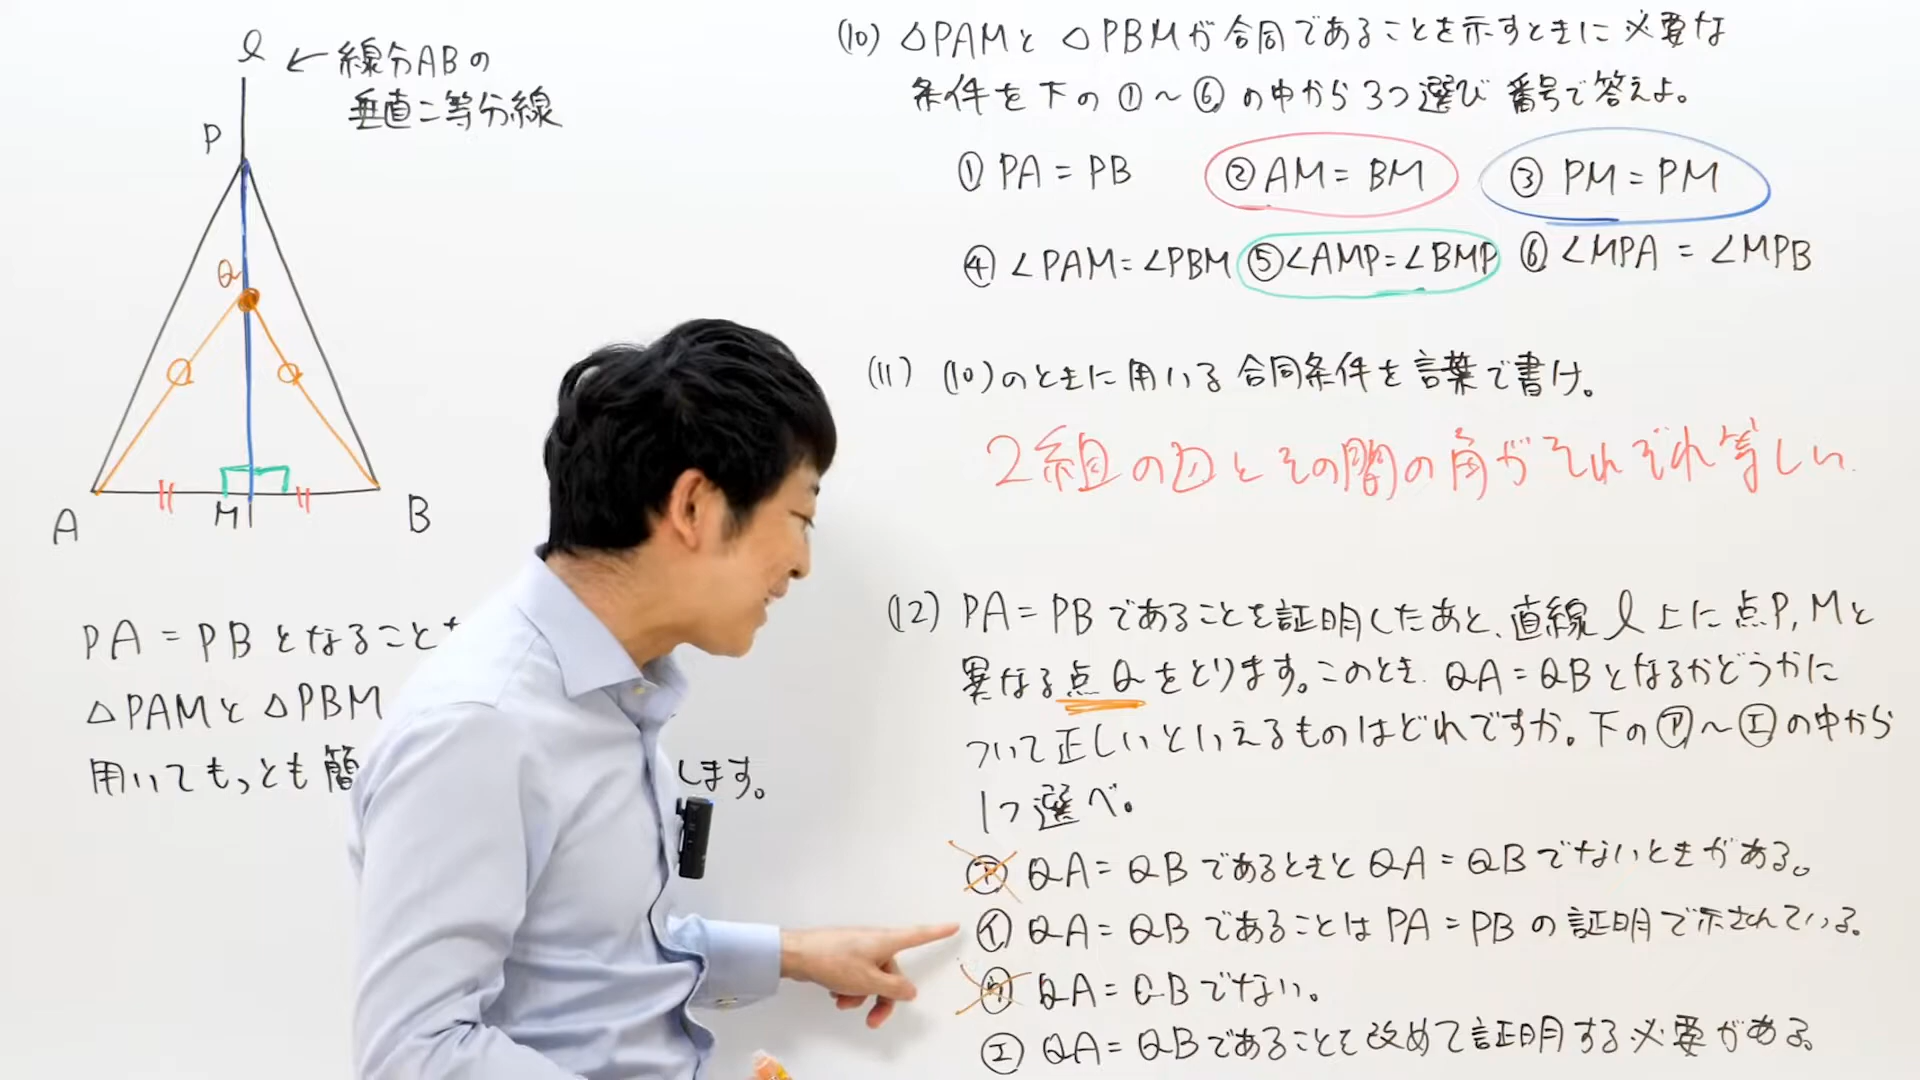 l ← 線分ABの
垂直二等分線
P
Q
A
M
B
PA = PB となること
△PAMと △PBM
用いてもっとも簡
します。
(10) △PAMと △PBMが合同であることを示すときに必要な
条件を下の①〜⑥の中から3つ選び番号で答えよ。
① PA = PB ② AM = BM ③ PM = PM
④ ∠PAM = ∠PBM ⑤ ∠AMP = ∠BMP ⑥ ∠MPA = ∠MPB
(11) (10)のときに用いる合同条件を言葉で書け。
2組の辺とその間の角がそれぞれ等しい
(12) PA = PB であることを証明したあと、直線 l 上に点P, Mと
異なる点Qをとります。このとき QA = QB となるかどうかに
ついて正しいといえるものはどれですか。下の㋐〜㋓の中から
1つ選べ。
㋐ QA = QB であるときと QA = QB でないときがある。
㋑ QA = QB であることは PA = PB の証明で示されている。
㋒ QA = QB でない。
㋓ QA = QB であることを改めて証明する必要がある。